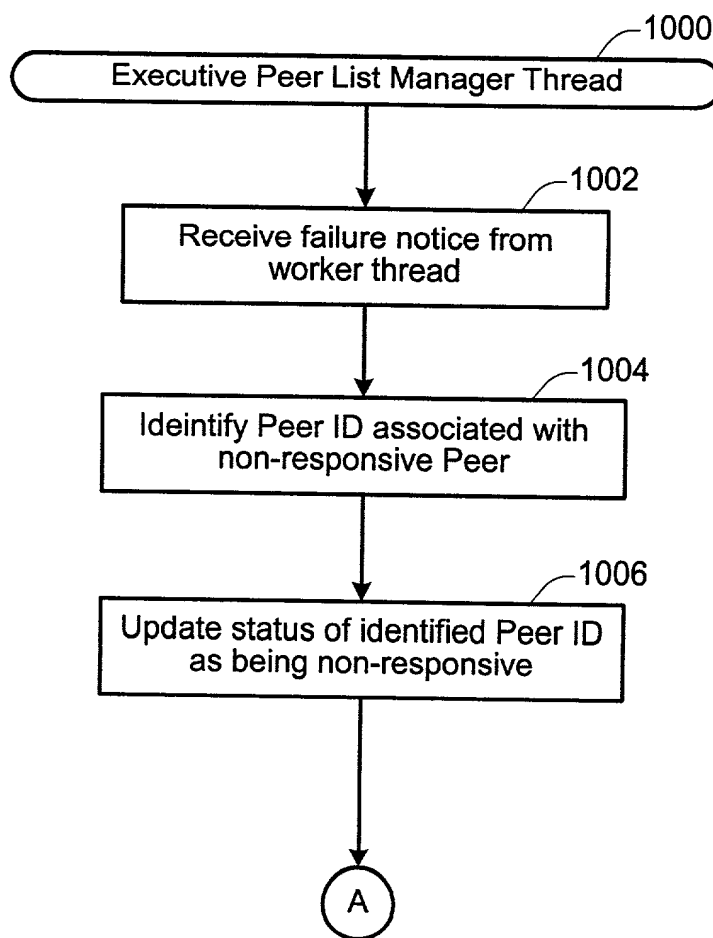 1000
Executive Peer List Manager Thread
1002
Receive failure notice from
worker thread
1004
Ideintify Peer ID associated with
non-responsive Peer
1006
Update status of identified Peer ID
as being non-responsive
A